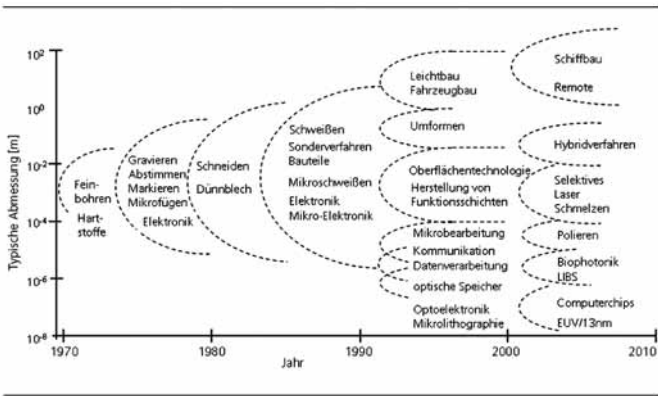 Typische Abmessung [m]
10²
10⁰
10⁻²
10⁻⁴
10⁻⁶
10⁻⁸
1970
1980
1990
2000
2010
Jahr
Fein-
bohren
Hart-
stoffe
Gravieren
Abstimmen
Markieren
Mikrofügen
Elektronik
Schneiden
Dünnblech
Schweißen
Sonderverfahren
Bauteile
Mikroschweißen
Elektronik
Mikro-Elektronik
Leichtbau
Fahrzeugbau
Umformen
Oberflächentechnologie
Herstellung von
Funktionsschichten
Mikrobearbeitung
Kommunikation
Datenverarbeitung
optische Speicher
Optoelektronik
Mikrolithographie
Schiffbau
Remote
Hybridverfahren
Selektives
Laser
Schmelzen
Polieren
Biophotonik
LIBS
Computerchips
EUV/13nm